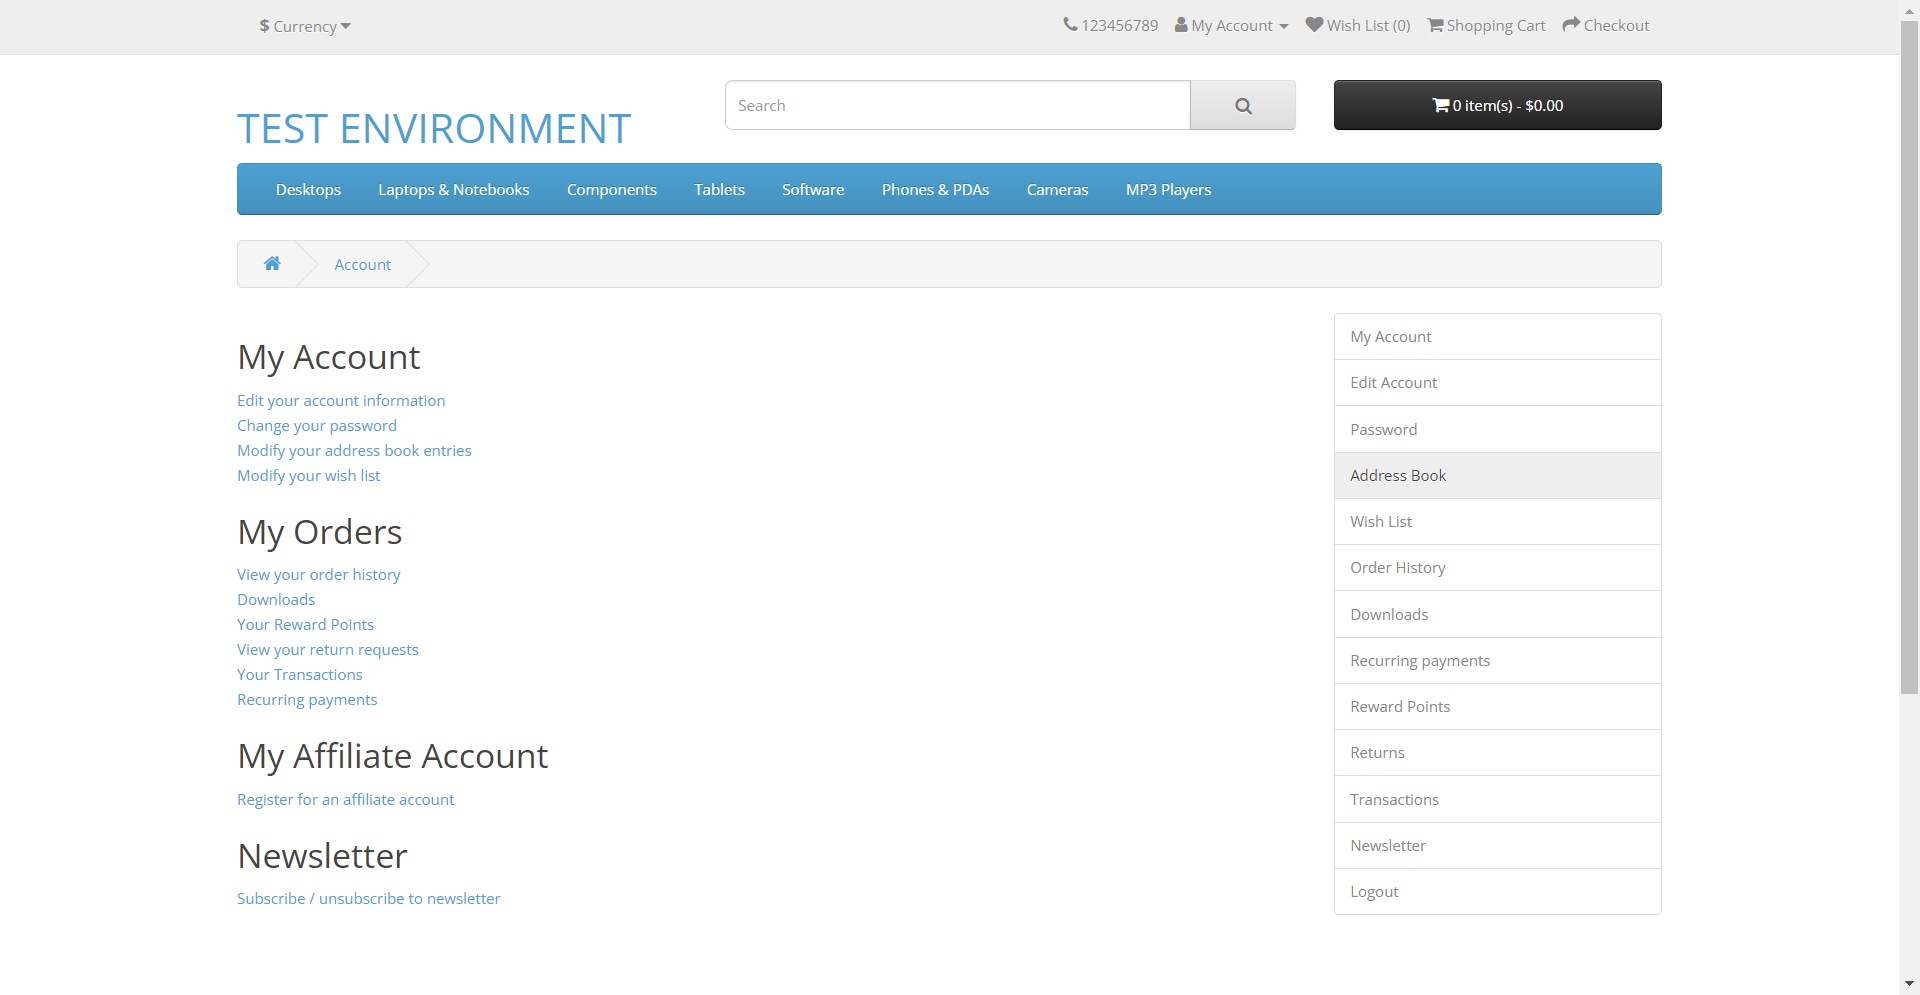 $ Currency
123456789 My Account Wish List (0) Shopping Cart Checkout
TEST ENVIRONMENT
Search
0 item(s) - $0.00
Desktops Laptops & Notebooks Components Tablets Software Phones & PDAs Cameras MP3 Players
Account
My Account
Edit your account information
Change your password
Modify your address book entries
Modify your wish list
My Orders
View your order history
Downloads
Your Reward Points
View your return requests
Your Transactions
Recurring payments
My Affiliate Account
Register for an affiliate account
Newsletter
Subscribe / unsubscribe to newsletter
My Account
Edit Account
Password
Address Book
Wish List
Order History
Downloads
Recurring payments
Reward Points
Returns
Transactions
Newsletter
Logout